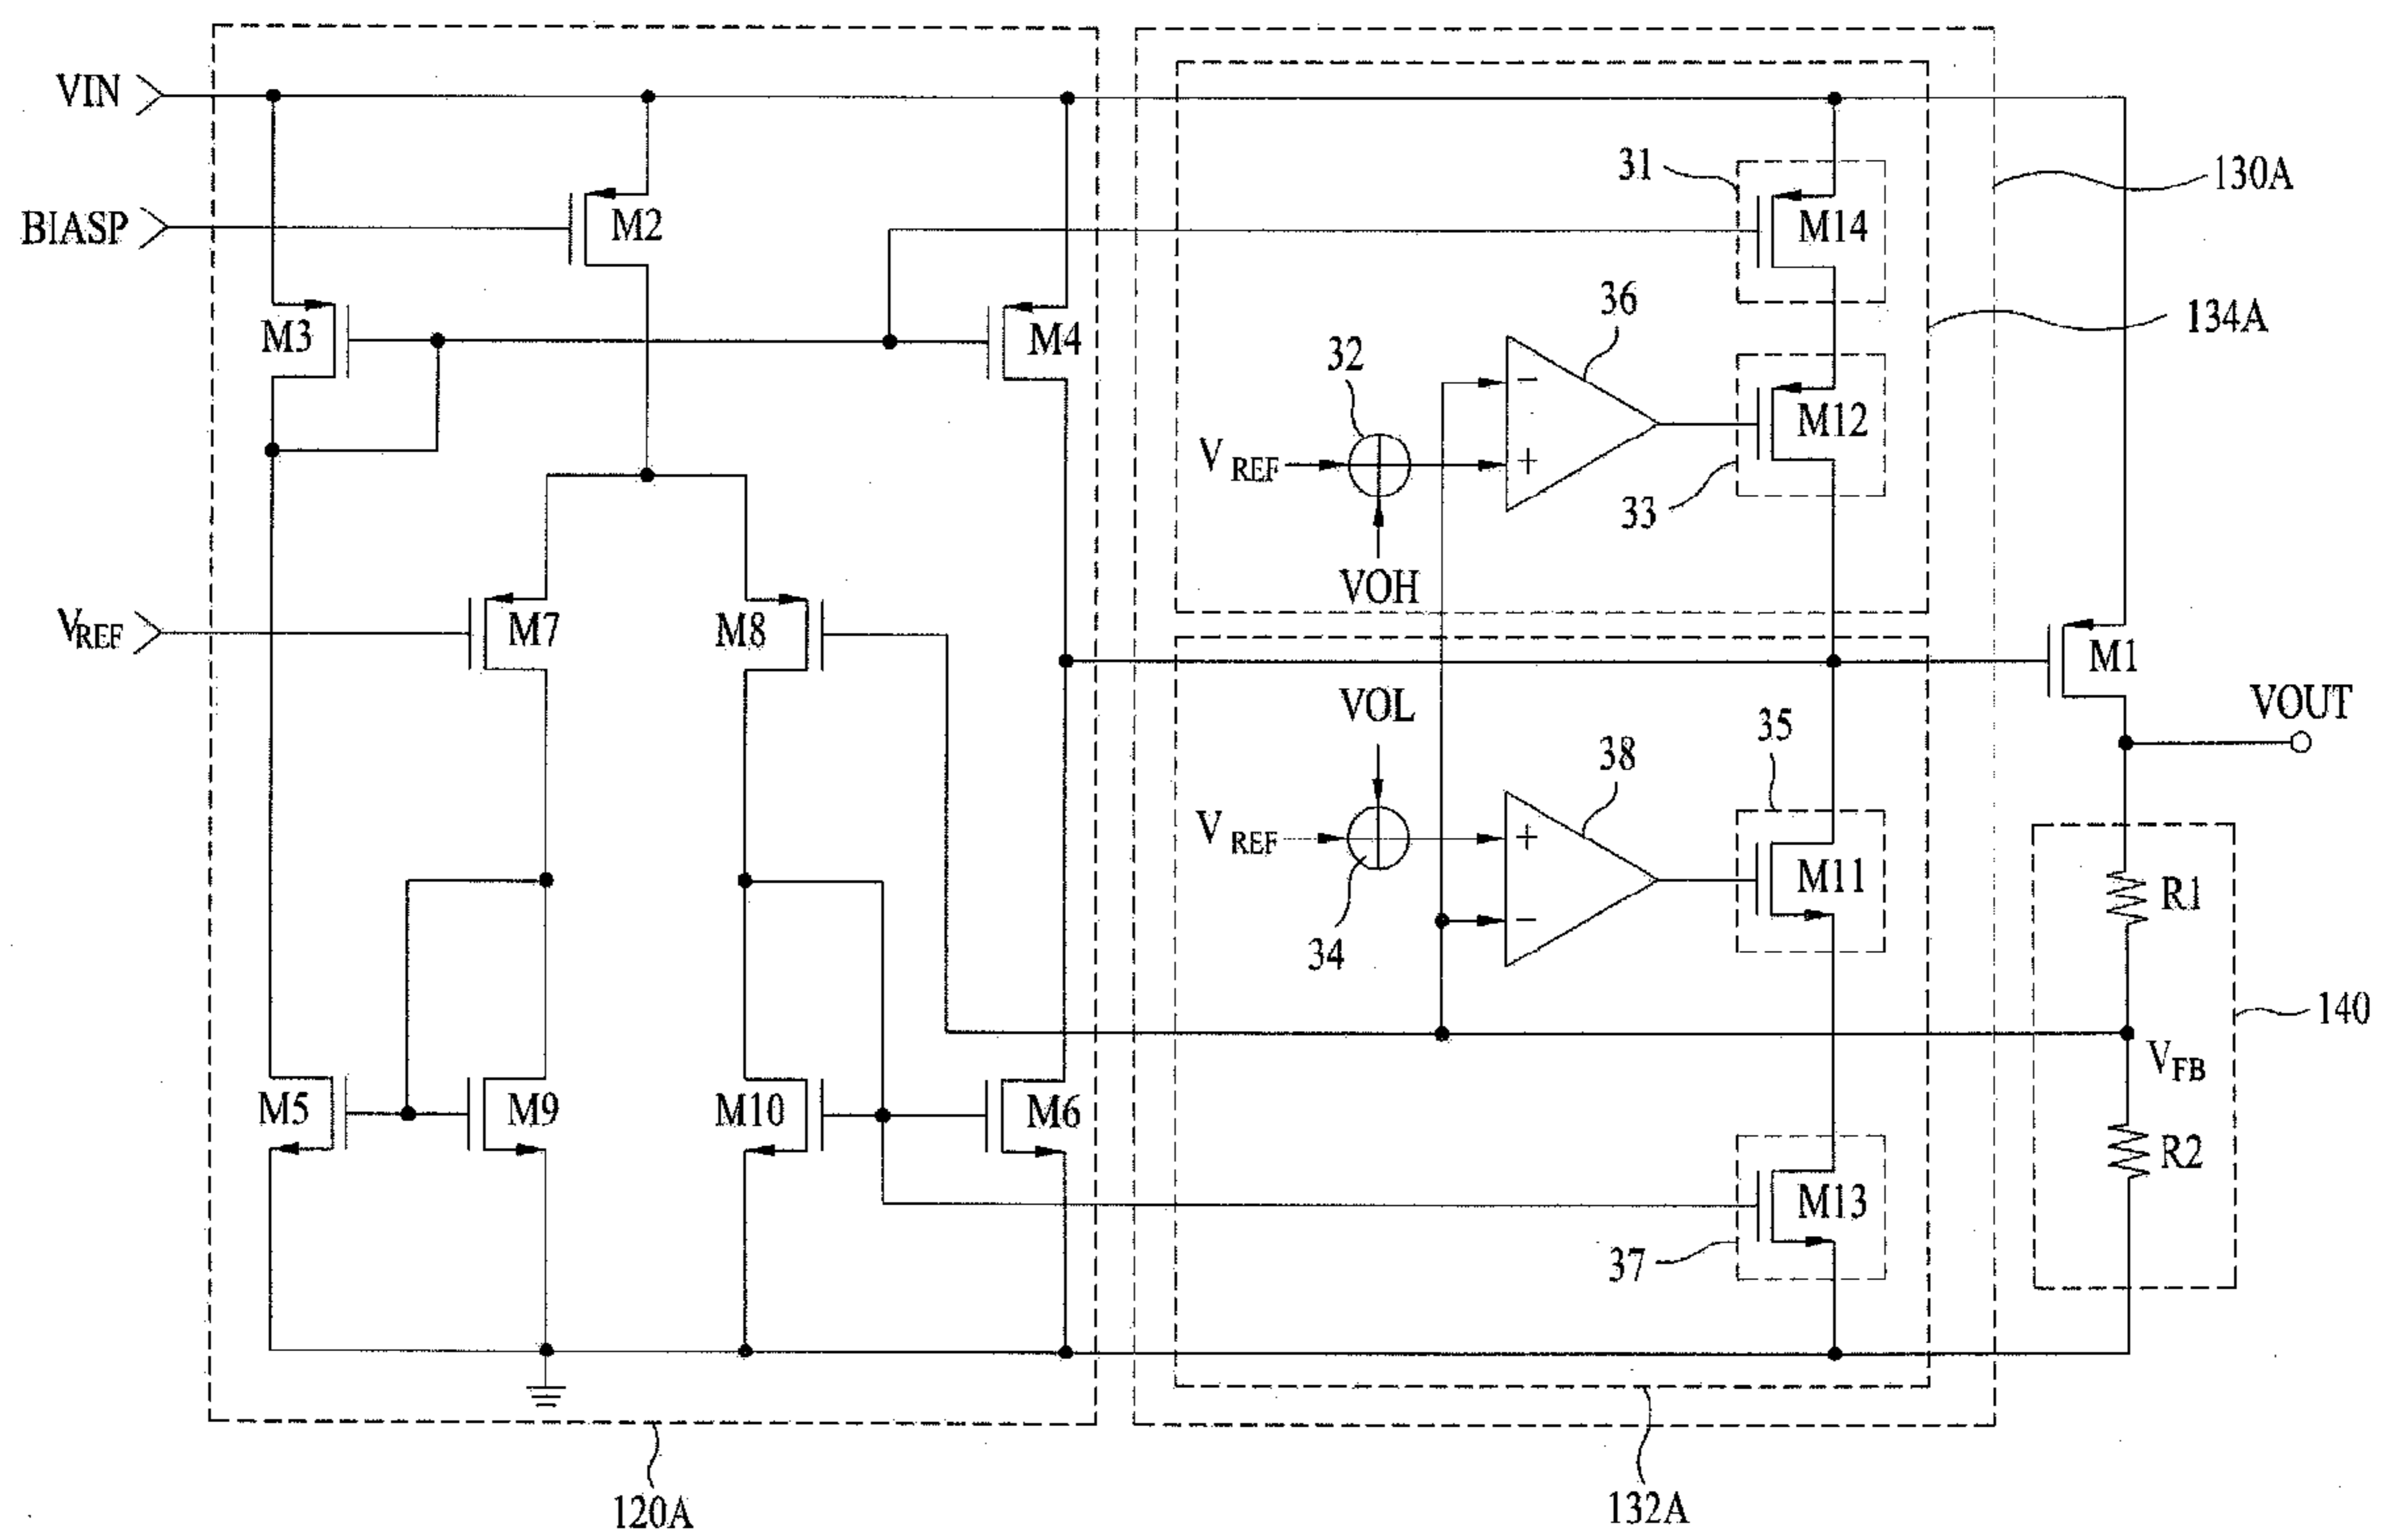 VIN
BIASP
VREF
M2
M3
M4
M7
M8
M5
M9
M10
M6
120A
31
M14
130A
134A
36
32
M12
VREF
33
VOH
M1
VOL
VOUT
38
35
VREF
M11
34
R1
140
VFB
R2
M13
37
132A
+
−
+
−